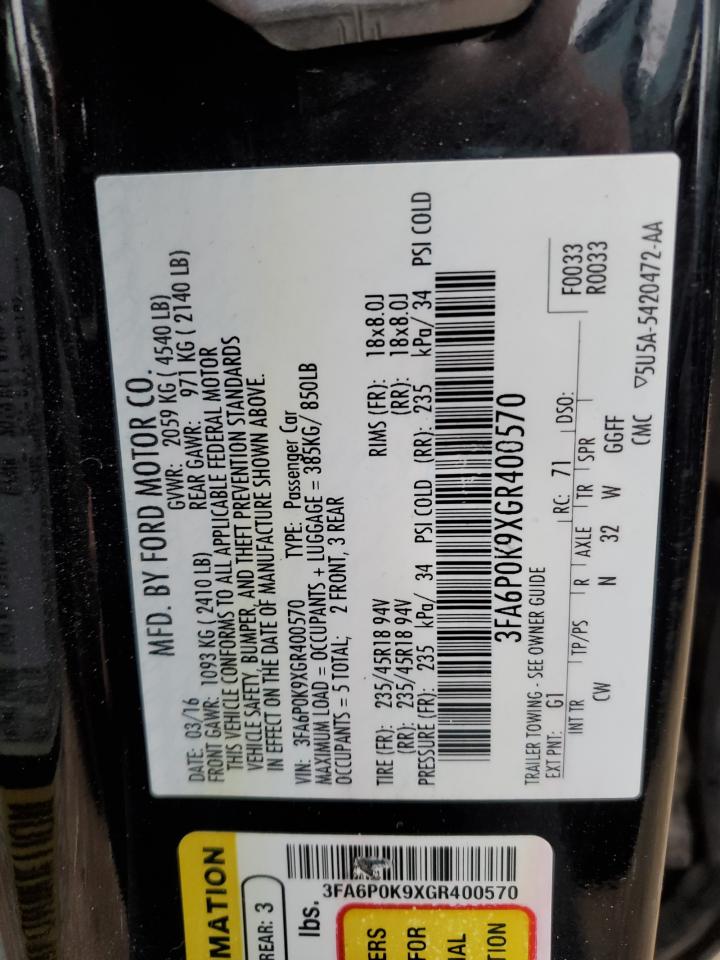 MFD. BY FORD MOTOR CO.
DATE: 03/16 GVWR: 2059 KG ( 4540 LB)
FRONT GAWR: 1093 KG ( 2410 LB) REAR GAWR: 971 KG ( 2140 LB)
THIS VEHICLE CONFORMS TO ALL APPLICABLE FEDERAL MOTOR
VEHICLE SAFETY, BUMPER, AND THEFT PREVENTION STANDARDS
IN EFFECT ON THE DATE OF MANUFACTURE SHOWN ABOVE.
VIN: 3FA6P0K9XGR400570 TYPE: Passenger Car
MAXIMUM LOAD = OCCUPANTS + LUGGAGE = 385KG/ 850LB
OCCUPANTS = 5 TOTAL; 2 FRONT, 3 REAR
TIRE (FR): 235/45R18 94V RIMS (FR): 18x8.0J
(RR): 235/45R18 94V (RR): 18x8.0J
PRESSURE (FR): 235 kPa/ 34 PSI COLD (RR): 235 kPa/ 34 PSI COLD
3FA6P0K9XGR400570
TRAILER TOWING - SEE OWNER GUIDE
EXT PNT: G1 RC: 71 DSO: F0033
R0033
INT TR TP/PS R AXLE TR SPR
CW N 32 W GGFF
CMC ▽5U5A-5420472-AA
MATION
REAR: 3
lbs.
3FA6P0K9XGR400570
ERS
FOR
IAL
TION